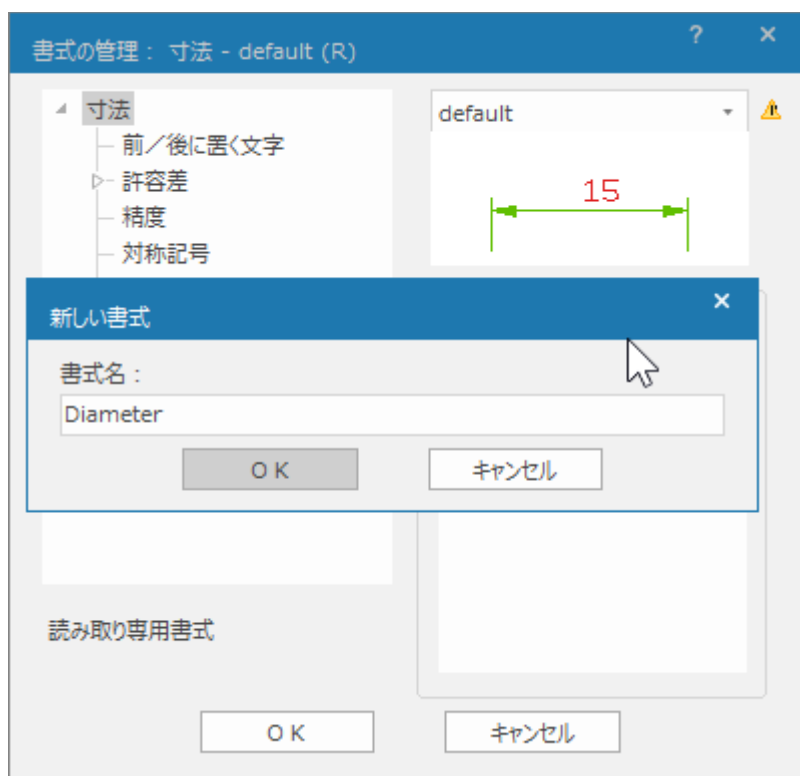 書式の管理： 寸法 - default (R)
?
×
寸法
前／後に置く文字
許容差
精度
対称記号
default
15
新しい書式
×
書式名：
Diameter
ＯＫ
キャンセル
読み取り専用書式
ＯＫ
キャンセル